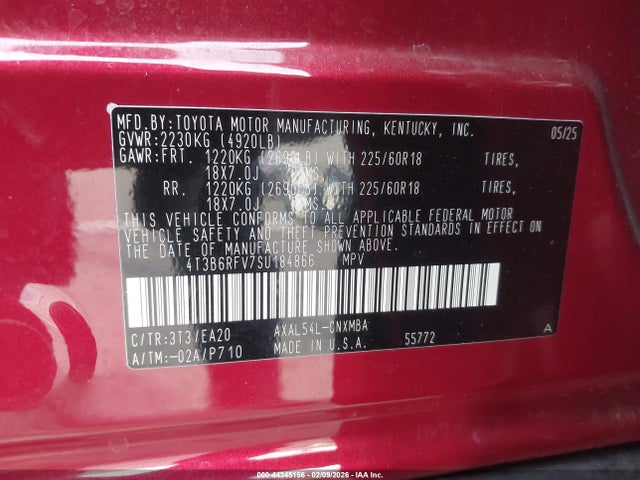 MFD.BY:TOYOTA MOTOR MANUFACTURING, KENTUCKY, INC. 05/25
GVWR:2230KG (4920LB)
GAWR:FRT. 1220KG (2690LB) WITH 225/60R18 TIRES,
18X7.0J
RR. 1220KG WITH 225/60R18 TIRES,
18X7.0J
THIS VEHICLE CONFORMS TO ALL APPLICABLE FEDERAL MOTOR
VEHICLE SAFETY AND THEFT PREVENTION STANDARDS IN EFFECT ON
THE DATE OF MANUFACTURE SHOWN ABOVE.
4T3B6RFV7SU184866 MPV
C/TR:3T3/EA20 AXAL54L-CNXMBA
A/TM:-02A/P710 MADE IN U.S.A. 55772 A
000-44345156 - 02/09/2026 - IAA Inc.